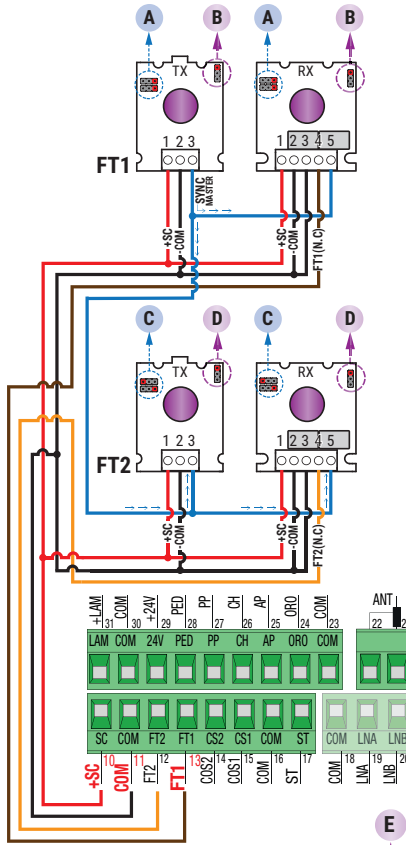 A B A B
TX RX
1 2 3 1 2 3 4 5
FT1
SYNC
MASTER
+SC -COM +SC -COM FT1(N.C)
C D C D
TX RX
1 2 3 1 2 3 4 5
FT2
+SC -COM +SC -COM FT2(N.C)
+LAM COM +24V PED PP CH AP ORO COM ANT
31 30 29 28 27 26 25 24 23 22 2
LAM COM 24V PED PP CH AP ORO COM
SC COM FT2 FT1 CS2 CS1 COM ST COM LNA LNB
10 11 12 13 14 15 16 17 18 19 20
+SC COM FT2 FT1 COS2 COS1 COM ST COM LNA LNB
E